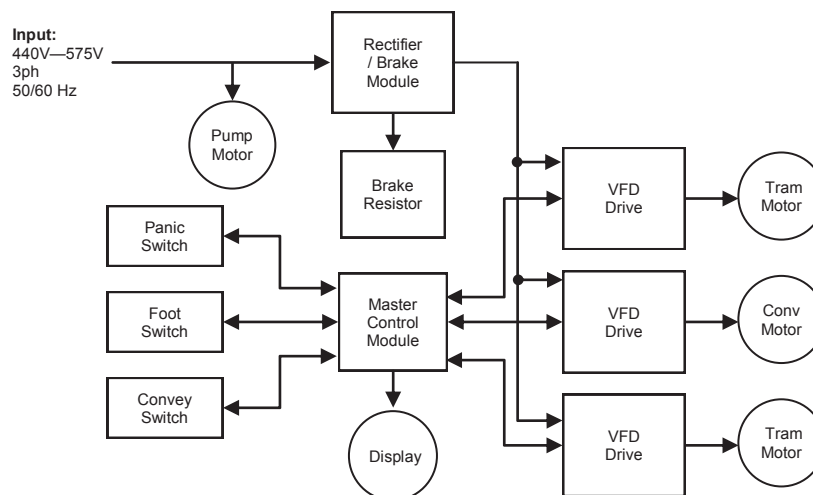 Input:
440V—575V
3ph
50/60 Hz
Rectifier
/ Brake
Module
Pump
Motor
Brake
Resistor
VFD
Drive
Tram
Motor
Panic
Switch
Foot
Switch
Master
Control
Module
VFD
Drive
Conv
Motor
Convey
Switch
Display
VFD
Drive
Tram
Motor